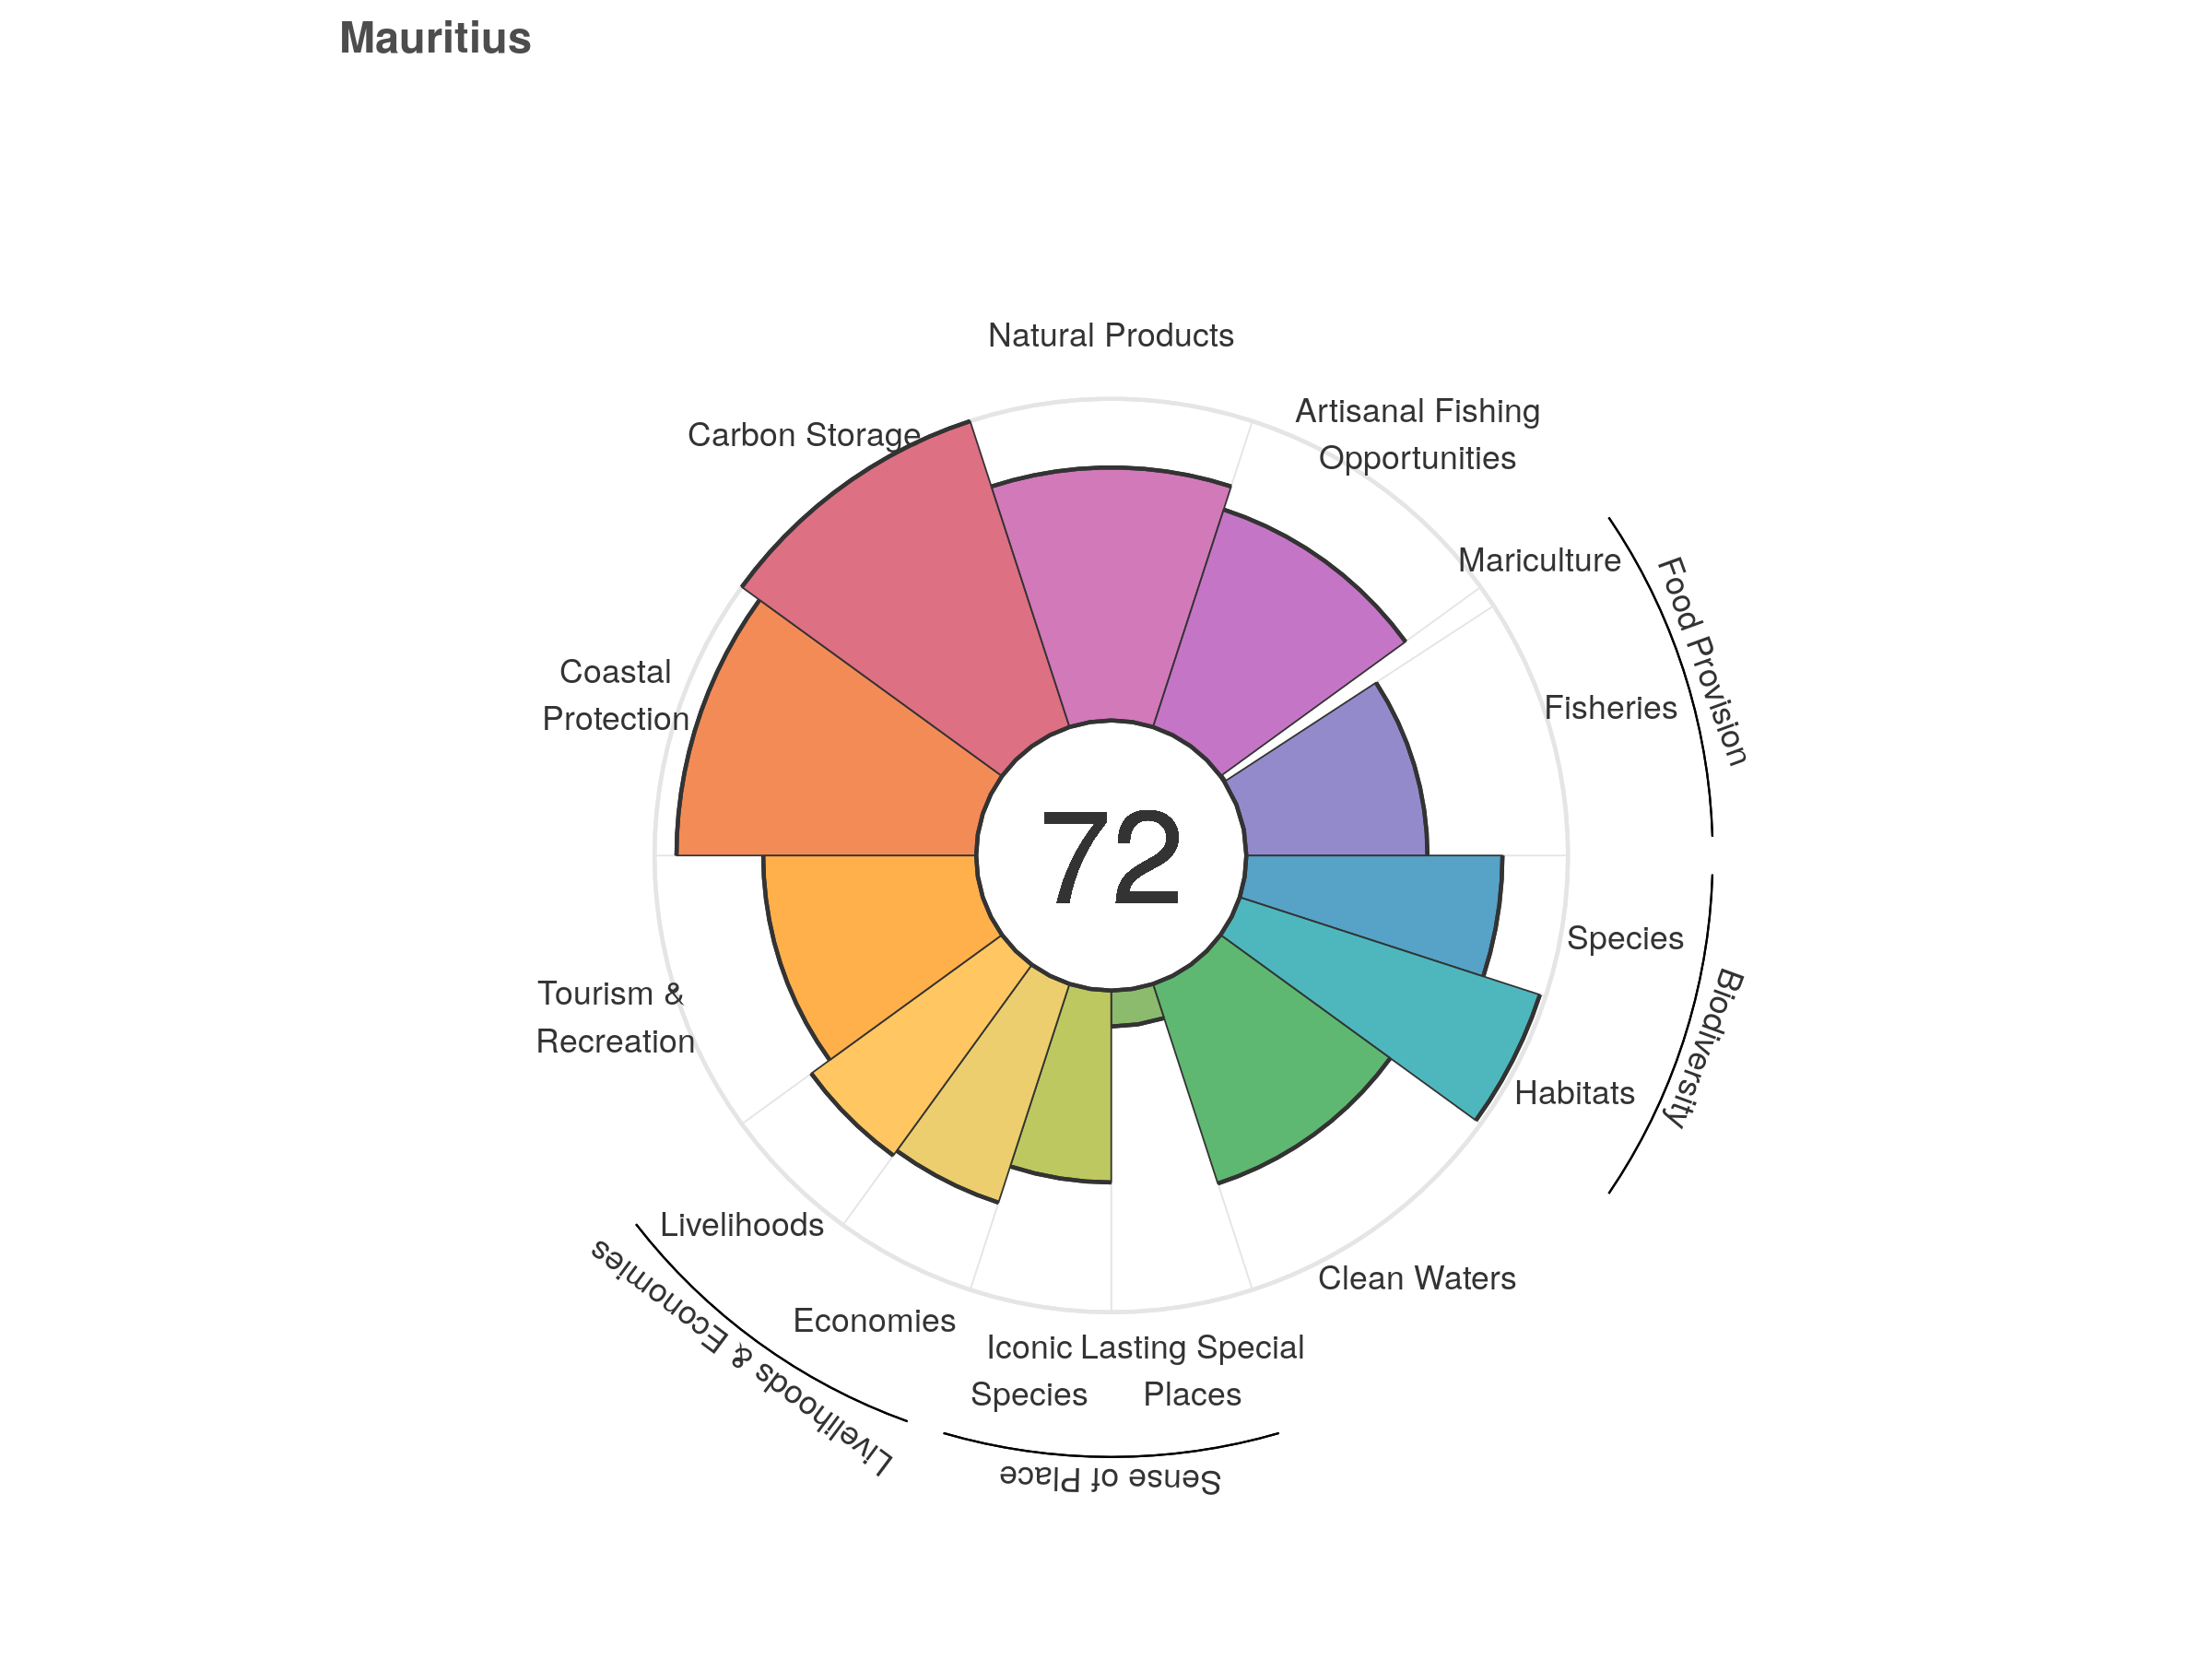 Mauritius
Natural Products
Artisanal Fishing
Opportunities
Carbon Storage
Mariculture
Food Provision
Coastal
Protection
Fisheries
72
Species
Biodiversity
Tourism &
Recreation
Habitats
Livelihoods
Clean Waters
Livelihoods & Economies
Economies
Iconic
Species
Lasting Special
Places
Sense of Place